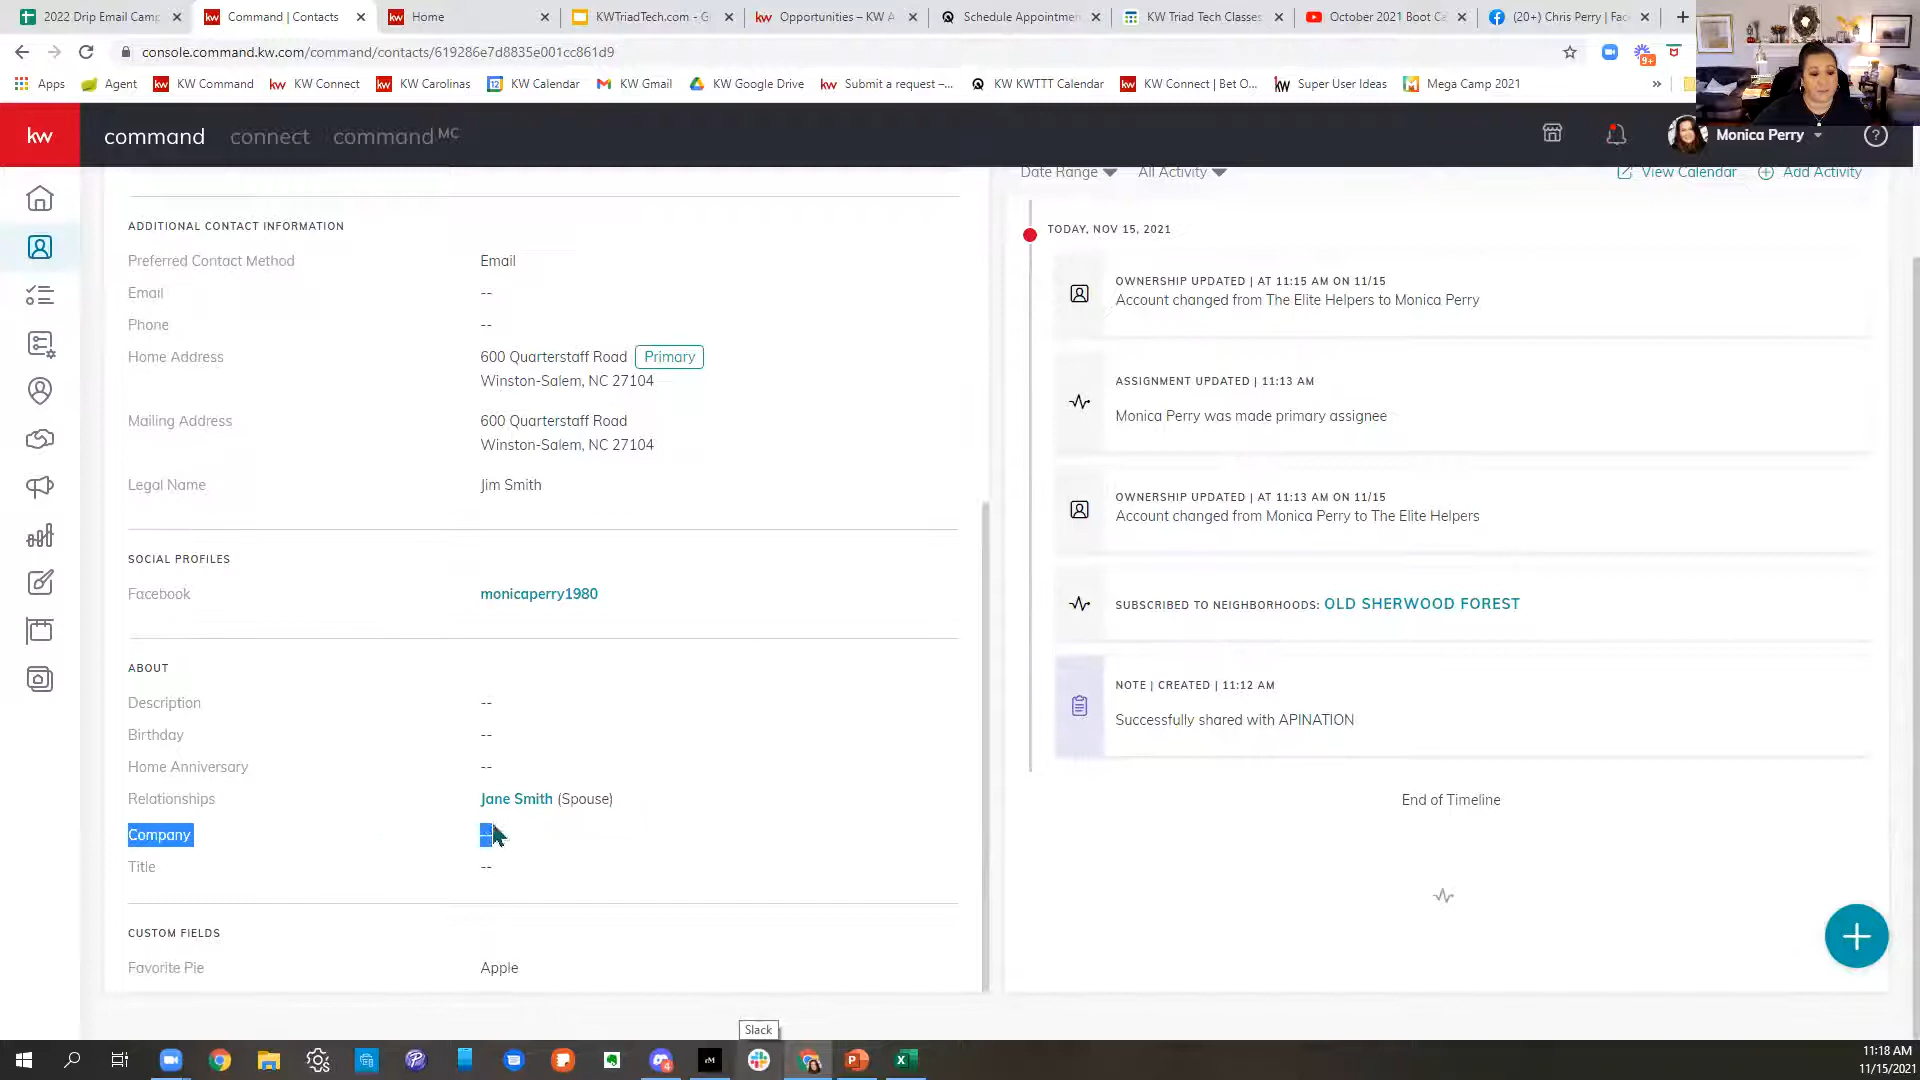 2022 Drip Email Camp
Command | Contacts
Home
KWTriadTech.com - G
Opportunities – KW A
Schedule Appointmen
KW Triad Tech Classes
October 2021 Boot Ca
(20+) Chris Perry | Fac
console.command.kw.com/command/contacts/619286e7d8835e001cc861d9
9+
Apps
Agent
KW Command
KW Connect
KW Carolinas
KW Calendar
KW Gmail
KW Google Drive
Submit a request –...
KW KWTTT Calendar
KW Connect | Bet O...
Super User Ideas
Mega Camp 2021
kw
command
connect
command MC
Monica Perry
Date Range
All Activity
View Calendar
Add Activity
ADDITIONAL CONTACT INFORMATION
Preferred Contact Method Email
Email --
Phone --
Home Address 600 Quarterstaff Road Primary
Winston-Salem, NC 27104
Mailing Address 600 Quarterstaff Road
Winston-Salem, NC 27104
Legal Name Jim Smith
SOCIAL PROFILES
Facebook monicaperry1980
ABOUT
Description --
Birthday --
Home Anniversary --
Relationships Jane Smith (Spouse)
Company --
Title --
CUSTOM FIELDS
Favorite Pie Apple
TODAY, NOV 15, 2021
OWNERSHIP UPDATED | AT 11:15 AM ON 11/15
Account changed from The Elite Helpers to Monica Perry
ASSIGNMENT UPDATED | 11:13 AM
Monica Perry was made primary assignee
OWNERSHIP UPDATED | AT 11:13 AM ON 11/15
Account changed from Monica Perry to The Elite Helpers
SUBSCRIBED TO NEIGHBORHOODS: OLD SHERWOOD FOREST
NOTE | CREATED | 11:12 AM
Successfully shared with APINATION
End of Timeline
Slack
11:18 AM
11/15/2021